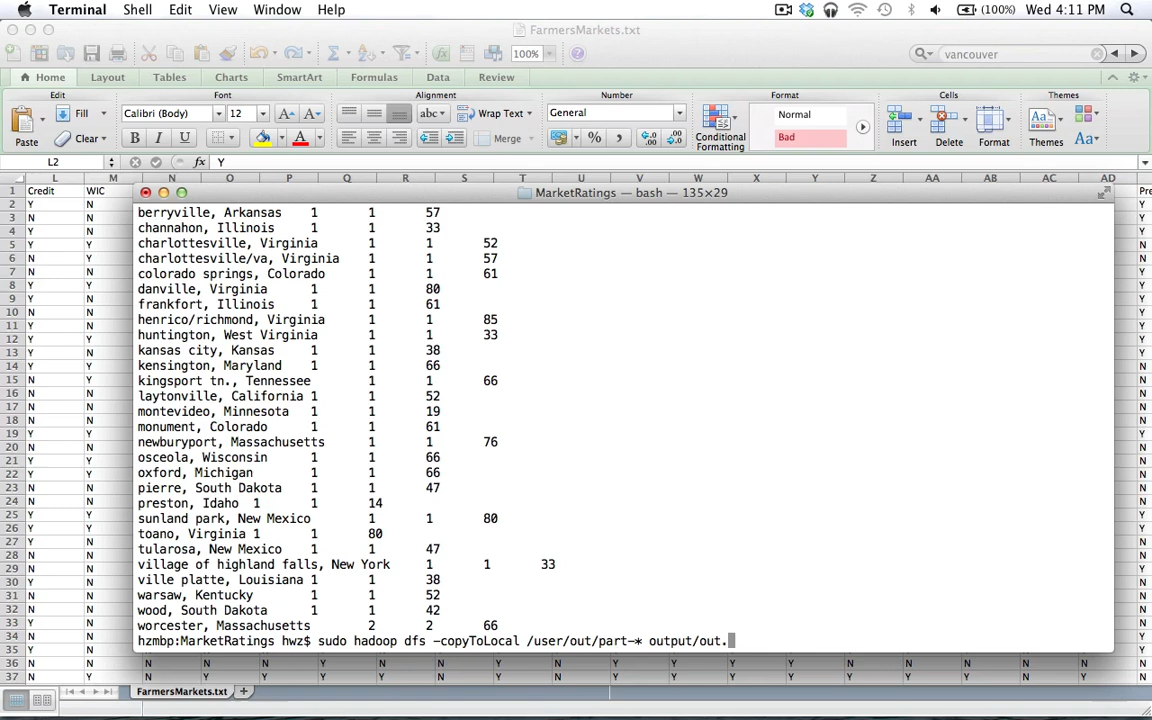 Terminal Shell Edit View Window Help (100%) Wed 4:11 PM
FarmersMarkets.txt
100% vancouver
Home Layout Tables Charts SmartArt Formulas Data Review
Edit Font Alignment Number Format Cells Themes
Fill Calibri (Body) 12 abc Wrap Text General Normal
Paste Clear B I U Merge % Conditional Formatting Bad Insert Delete Format Themes Aa
L2 fx Y
L M N O P Q R S T U V W X Y Z AA AB AC AD
1 Credit WIC Pre
MarketRatings — bash — 135×29
berryville, Arkansas 1 1 57
channahon, Illinois 1 1 33
charlottesville, Virginia 1 1 52
charlottesville/va, Virginia 1 1 57
colorado springs, Colorado 1 1 61
danville, Virginia 1 1 80
frankfort, Illinois 1 1 61
henrico/richmond, Virginia 1 1 85
huntington, West Virginia 1 1 33
kansas city, Kansas 1 1 38
kensington, Maryland 1 1 66
kingsport tn., Tennessee 1 1 66
laytonville, California 1 1 52
montevideo, Minnesota 1 1 19
monument, Colorado 1 1 61
newburyport, Massachusetts 1 1 76
osceola, Wisconsin 1 1 66
oxford, Michigan 1 1 66
pierre, South Dakota 1 1 47
preston, Idaho 1 1 14
sunland park, New Mexico 1 1 80
toano, Virginia 1 1 80
tularosa, New Mexico 1 1 47
village of highland falls, New York 1 1 33
ville platte, Louisiana 1 1 38
warsaw, Kentucky 1 1 52
wood, South Dakota 1 1 42
worcester, Massachusetts 2 2 66
hzmbp:MarketRatings hwz$ sudo hadoop dfs -copyToLocal /user/out/part-* output/out.
FarmersMarkets.txt